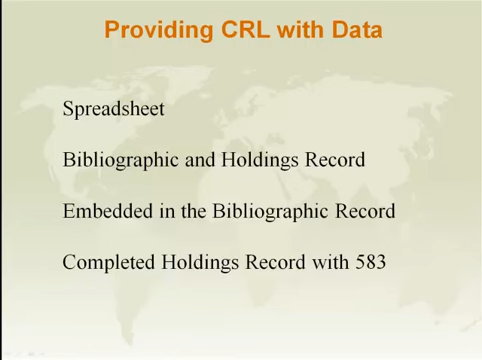 Providing CRL with Data
Spreadsheet
Bibliographic and Holdings Record
Embedded in the Bibliographic Record
Completed Holdings Record with 583